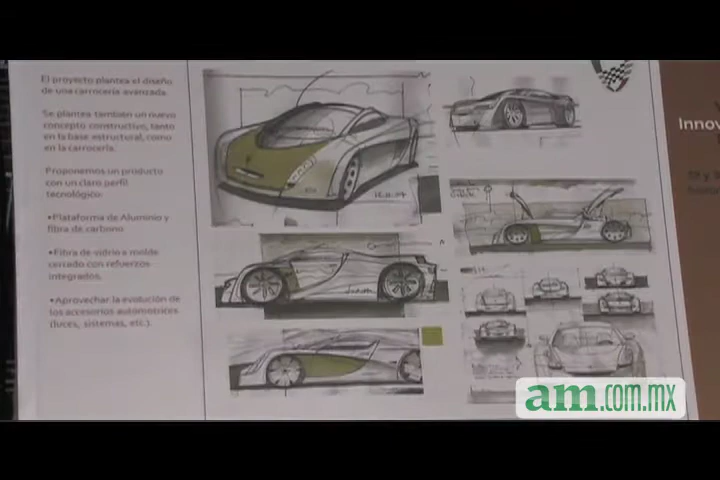 El proyecto plantea el diseño
de una carrocería avanzada.
Se plantea también un nuevo
concepto constructivo, tanto
en la base estructural, como
en la carrocería.
Proponemos un producto
con un claro perfil
tecnológico:
•Plataforma de Aluminio y
fibra de carbono
•Fibra de vidrio a molde
cerrado con refuerzos
integrados.
•Aprovechar la evolución de
los accesorios automotrices
(luces, sistemas, etc.).
Innov
am.com.mx